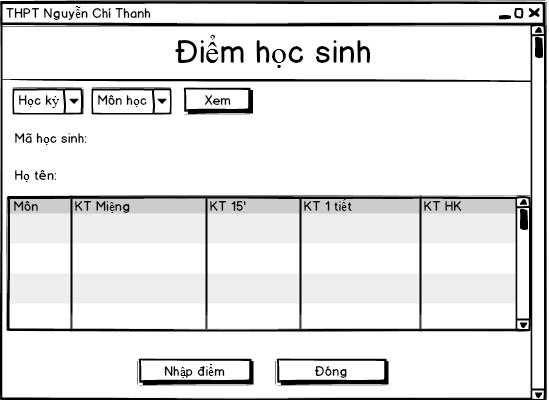 THPT Nguyễn Chí Thanh
Điểm học sinh
Học kỳ Môn học Xem
Mã học sinh:
Họ tên:
Môn KT Miệng KT 15' KT 1 tiết KT HK
Nhập điểm Đóng